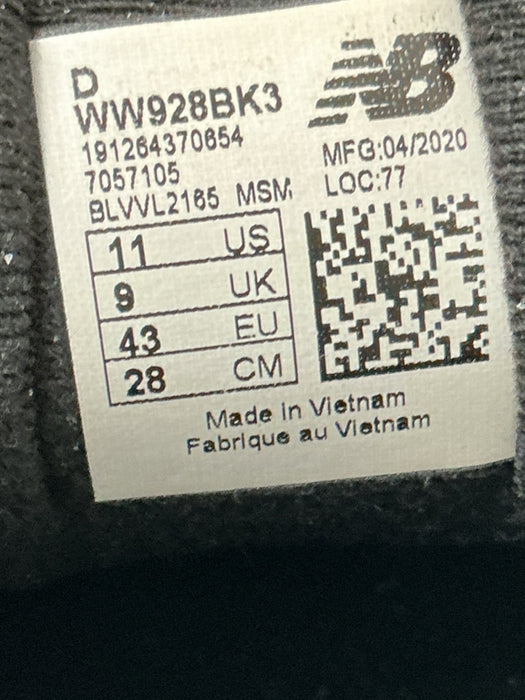 D
WW928BK3
191264370654
7057105
BLVVL2165 MSM
NB
MFG:04/2020
LOC:77
11 US
9 UK
43 EU
28 CM
Made in Vietnam
Fabrique au Vietnam